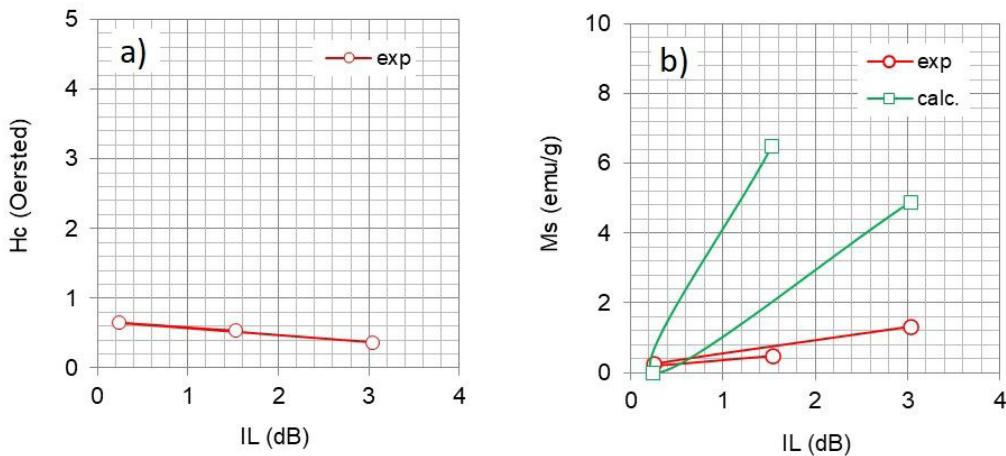 a)
exp
5
4
3
2
1
0
0 1 2 3 4
Hc (Oersted)
IL (dB)
b)
exp
calc.
10
8
6
4
2
0
0 1 2 3 4
Ms (emu/g)
IL (dB)